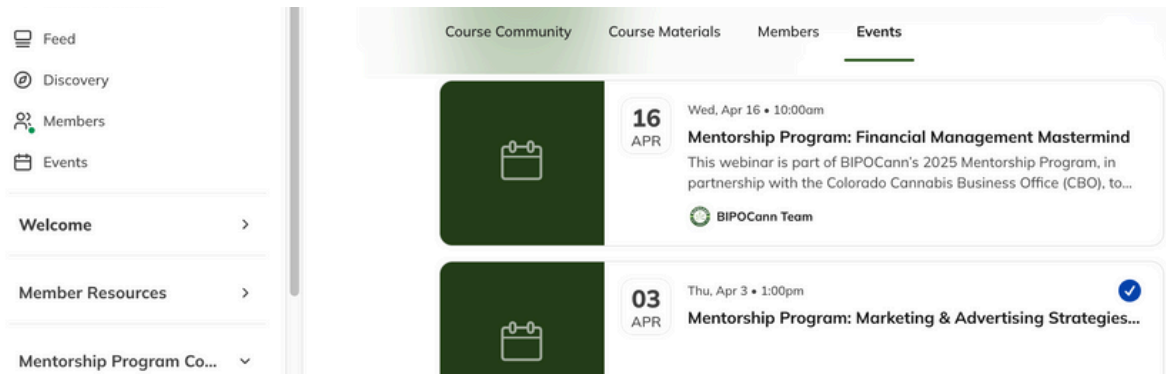 Feed
Discovery
Members
Events
Welcome
Member Resources
Mentorship Program Co...
Course Community
Course Materials
Members
Events
16
APR
Wed, Apr 16 • 10:00am
Mentorship Program: Financial Management Mastermind
This webinar is part of BIPOCann's 2025 Mentorship Program, in
partnership with the Colorado Cannabis Business Office (CBO), to...
BIPOCann Team
03
APR
Thu, Apr 3 • 1:00pm
Mentorship Program: Marketing & Advertising Strategies...